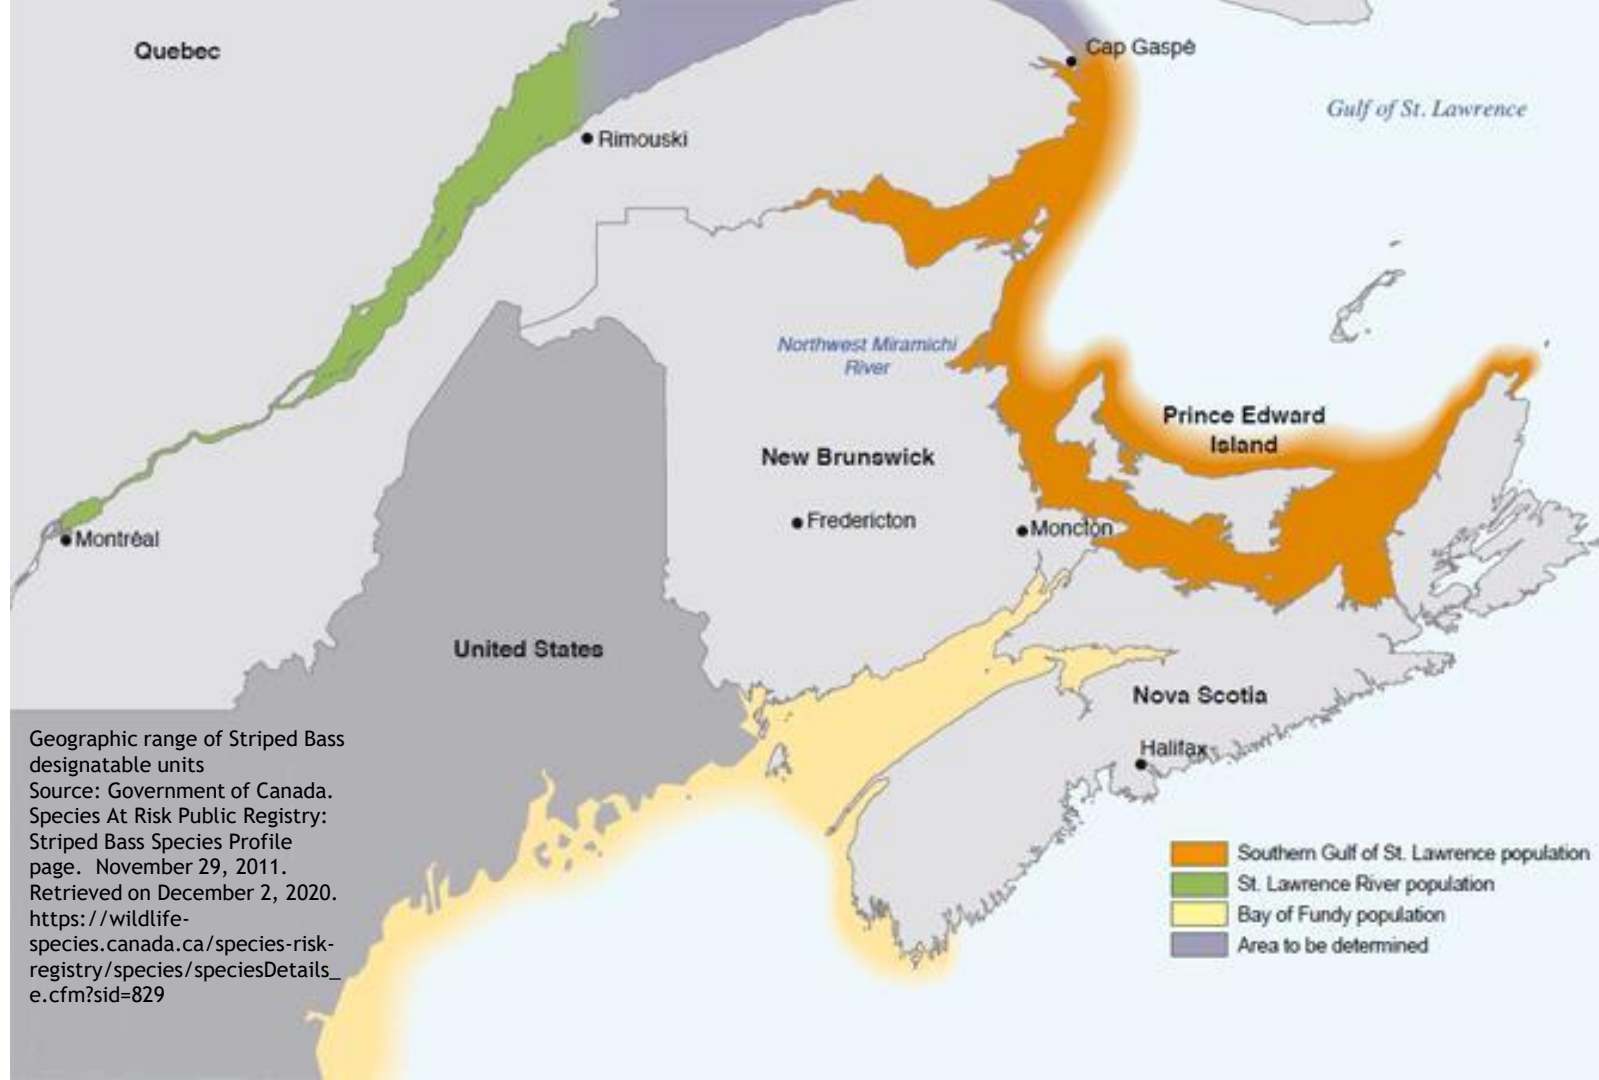 Quebec
Cap Gaspé
Gulf of St. Lawrence
Rimouski
Northwest Miramichi
River
Prince Edward
Island
New Brunswick
Fredericton
Moncton
Montréal
United States
Nova Scotia
Halifax
Geographic range of Striped Bass
designatable units
Source: Government of Canada.
Species At Risk Public Registry:
Striped Bass Species Profile
page.  November 29, 2011.
Retrieved on December 2, 2020.
https://wildlife-
species.canada.ca/species-risk-
registry/species/speciesDetails_
e.cfm?sid=829
Southern Gulf of St. Lawrence population
St. Lawrence River population
Bay of Fundy population
Area to be determined